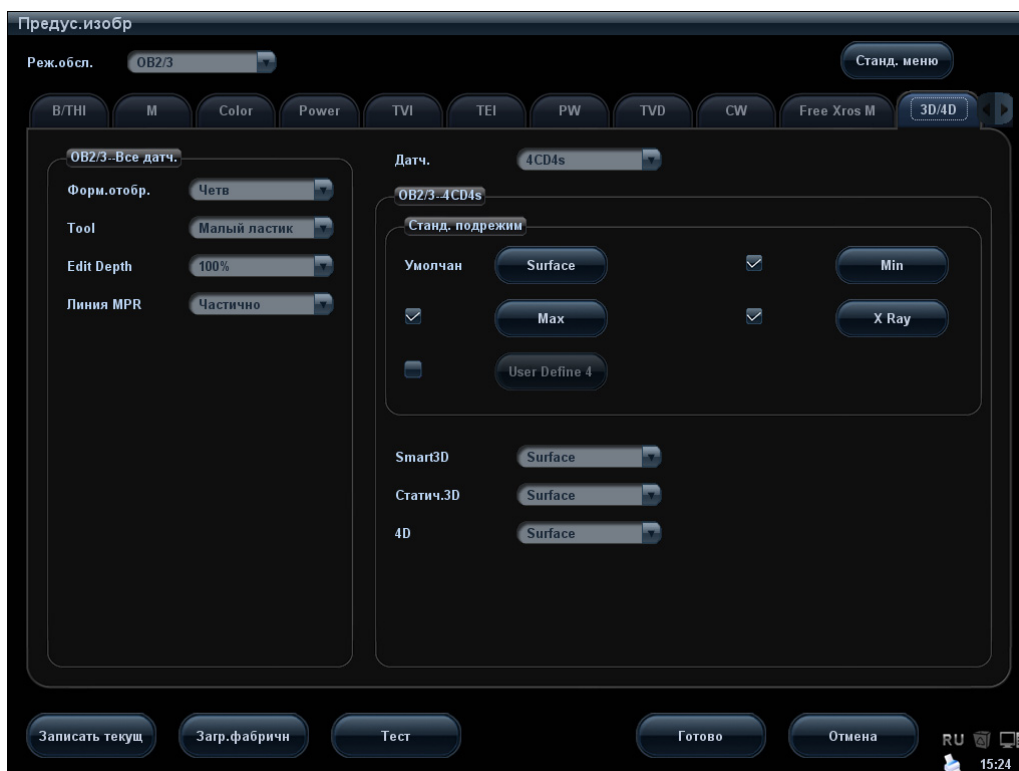 Предус.изобр
Реж.обсл. OB2/3 Станд. меню
B/THI M Color Power TVI TEI PW TVD CW Free Xros M 3D/4D
OB2/3--Все датч.
Форм.отобр. Четв
Tool Малый ластик
Edit Depth 100%
Линия MPR Частично
Датч. 4CD4s
OB2/3--4CD4s
Станд. подрежим
Умолчан Surface Min
Max X Ray
User Define 4
Smart3D Surface
Статич.3D Surface
4D Surface
Записать текущ Загр.фабричн Тест Готово Отмена
RU
15:24